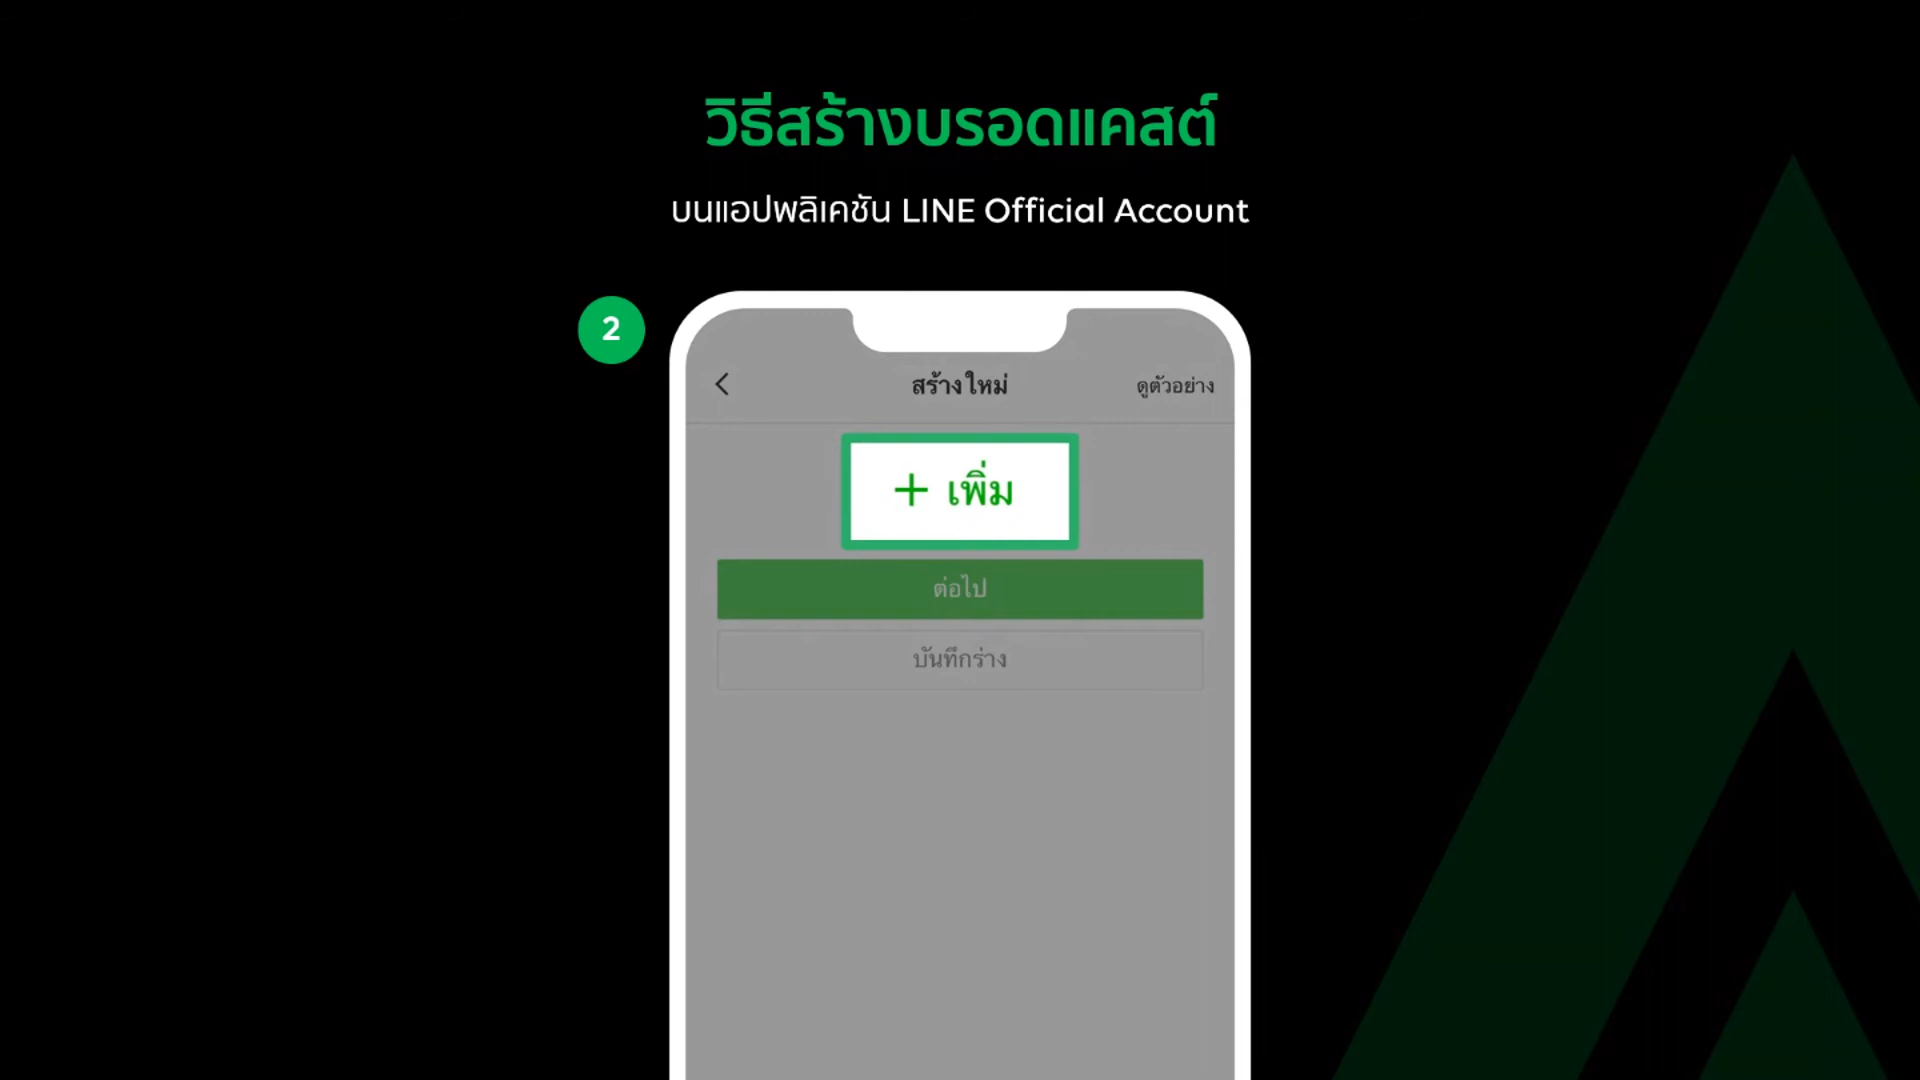 วิธีสร้างบรอดแคสต์
บนแอปพลิเคชัน LINE Official Account
2
สร้างใหม่
ดูตัวอย่าง
+ เพิ่ม
ต่อไป
บันทึกร่าง